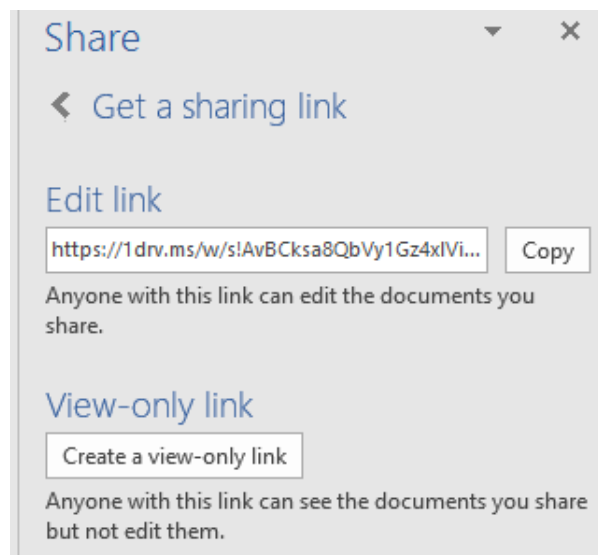 Share
Get a sharing link
Edit link
https://1drv.ms/w/s!AvBCksa8QbVy1Gz4xlVi... Copy
Anyone with this link can edit the documents you
share.
View-only link
Create a view-only link
Anyone with this link can see the documents you share
but not edit them.